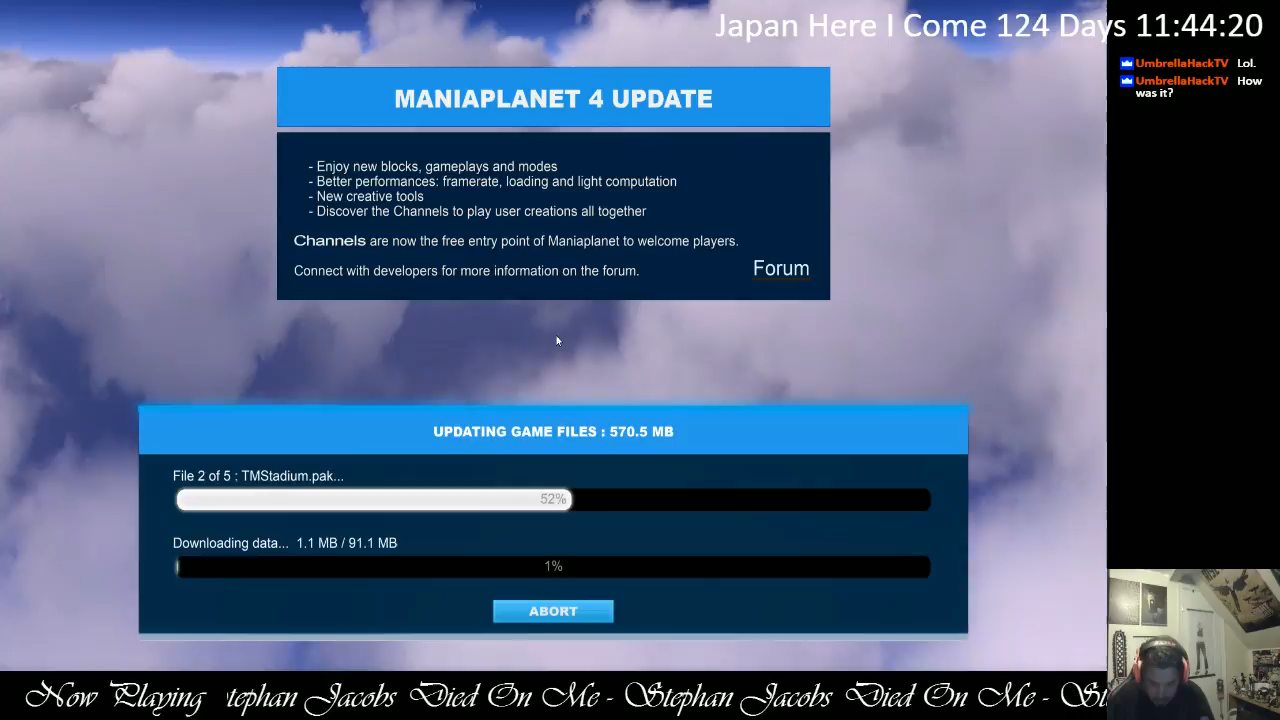 Japan Here I Come 124 Days 11:44:20
UmbrellaHackTV Lol.
UmbrellaHackTV How
was it?
MANIAPLANET 4 UPDATE
- Enjoy new blocks, gameplays and modes
- Better performances: framerate, loading and light computation
- New creative tools
- Discover the Channels to play user creations all together
Channels are now the free entry point of Maniaplanet to welcome players.
Connect with developers for more information on the forum.
Forum
UPDATING GAME FILES : 570.5 MB
File 2 of 5 : TMStadium.pak...
52%
Downloading data... 1.1 MB / 91.1 MB
1%
ABORT
Now Playing tephan Jacobs Died On Me - Stephan Jacobs Died On Me - St